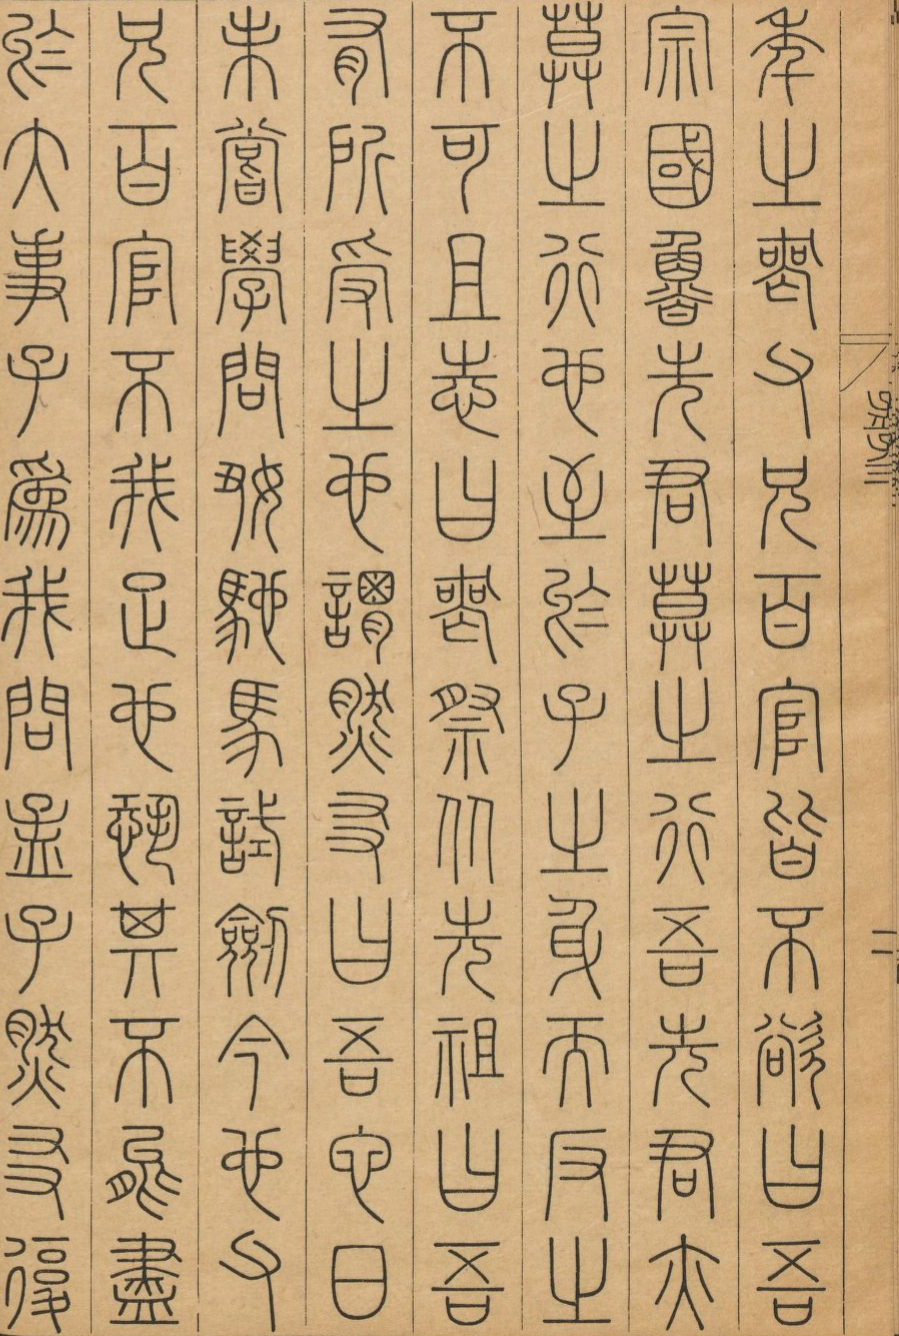 年之喪父兄百官皆不欲曰吾
宗國魯先君莫之行吾先君亦
莫之行也至於子之身而反之
不可且志曰喪祭从先祖曰吾
有所受之也謂然友曰吾它日
未嘗學問好馳馬試劍今也父
兄百官不我足也恐其不能盡
於大事子為我問孟子然友復